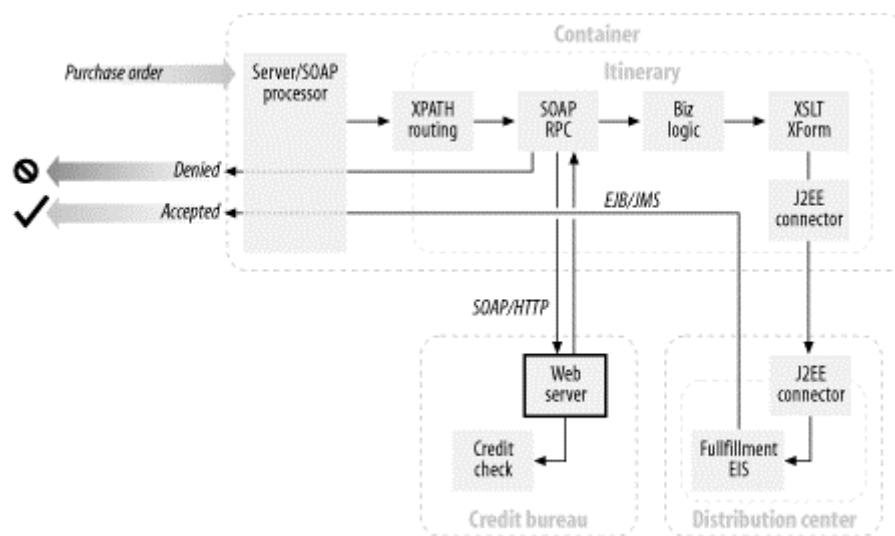 Container
Purchase order
Server/SOAP
processor
Itinerary
XPATH
routing
SOAP
RPC
Biz
logic
XSLT
XForm
Denied
Accepted
EJB/JMS
J2EE
connector
SOAP/HTTP
Web
server
J2EE
connector
Credit
check
Fullfillment
EIS
Credit bureau
Distribution center